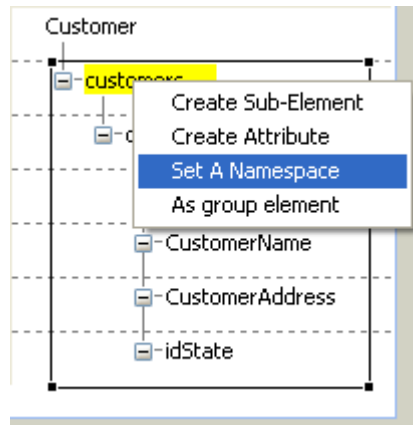 Customer
customers
Create Sub-Element
Create Attribute
Set A Namespace
As group element
CustomerName
CustomerAddress
idState